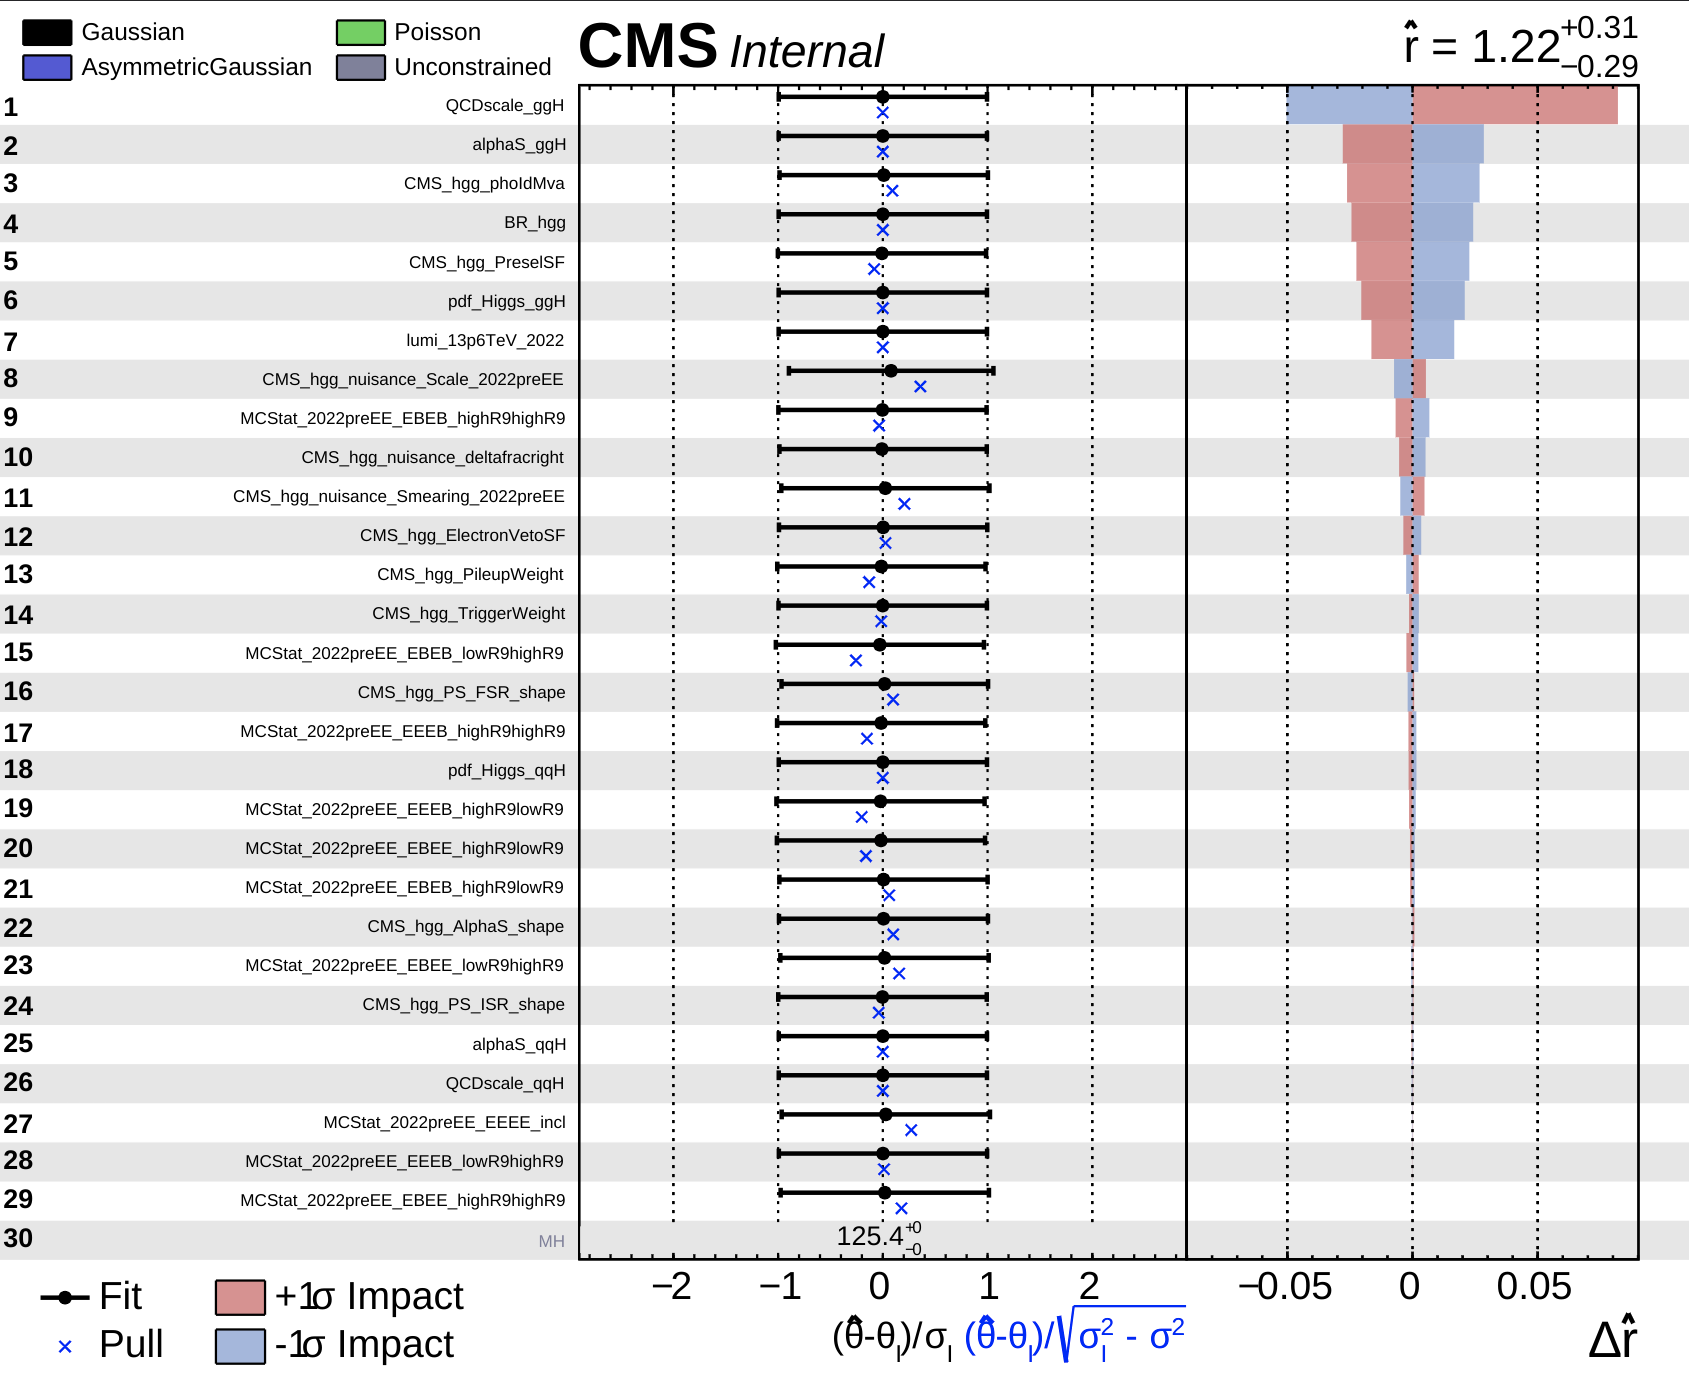 Gaussian Poisson
AsymmetricGaussian Unconstrained
CMS Internal
r̂ = 1.22 +0.31 −0.29
1 QCDscale_ggH
2 alphaS_ggH
3 CMS_hgg_phoIdMva
4 BR_hgg
5 CMS_hgg_PreselSF
6 pdf_Higgs_ggH
7 lumi_13p6TeV_2022
8 CMS_hgg_nuisance_Scale_2022preEE
9 MCStat_2022preEE_EBEB_highR9highR9
10 CMS_hgg_nuisance_deltafracright
11 CMS_hgg_nuisance_Smearing_2022preEE
12 CMS_hgg_ElectronVetoSF
13 CMS_hgg_PileupWeight
14 CMS_hgg_TriggerWeight
15 MCStat_2022preEE_EBEB_lowR9highR9
16 CMS_hgg_PS_FSR_shape
17 MCStat_2022preEE_EEEB_highR9highR9
18 pdf_Higgs_qqH
19 MCStat_2022preEE_EEEB_highR9lowR9
20 MCStat_2022preEE_EBEE_highR9lowR9
21 MCStat_2022preEE_EBEB_highR9lowR9
22 CMS_hgg_AlphaS_shape
23 MCStat_2022preEE_EBEE_lowR9highR9
24 CMS_hgg_PS_ISR_shape
25 alphaS_qqH
26 QCDscale_qqH
27 MCStat_2022preEE_EEEE_incl
28 MCStat_2022preEE_EEEB_lowR9highR9
29 MCStat_2022preEE_EBEE_highR9highR9
30 MH 125.4 +0 −0
−2 −1 0 1 2 −0.05 0 0.05
Fit +1σ Impact
Pull -1σ Impact
(θ̂-θ_I)/σ_I (θ̂-θ_I)/√σ_I² - σ²
Δr̂